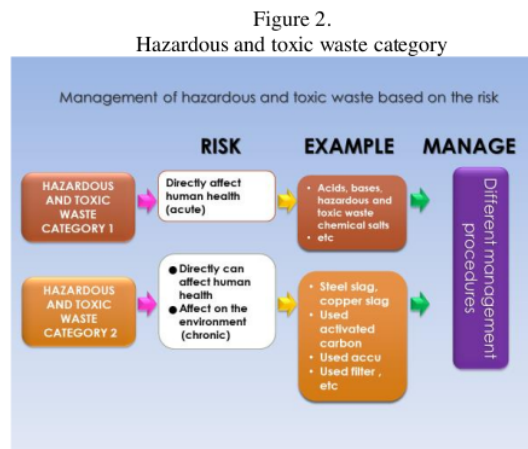 Figure 2.
Hazardous and toxic waste category
Management of hazardous and toxic waste based on the risk
RISK
EXAMPLE
MANAGE
HAZARDOUS
AND TOXIC
WASTE
CATEGORY 1
Directly affect
human health
(acute)
• Acids, bases,
hazardous and
toxic waste
chemical salts
• etc
HAZARDOUS
AND TOXIC
WASTE
CATEGORY 2
● Directly can
affect human
health
● Affect on the
environment
(chronic)
• Steel slag,
copper slag
• Used
activated
carbon
• Used accu
• Used filter ,
etc
Different management
procedures